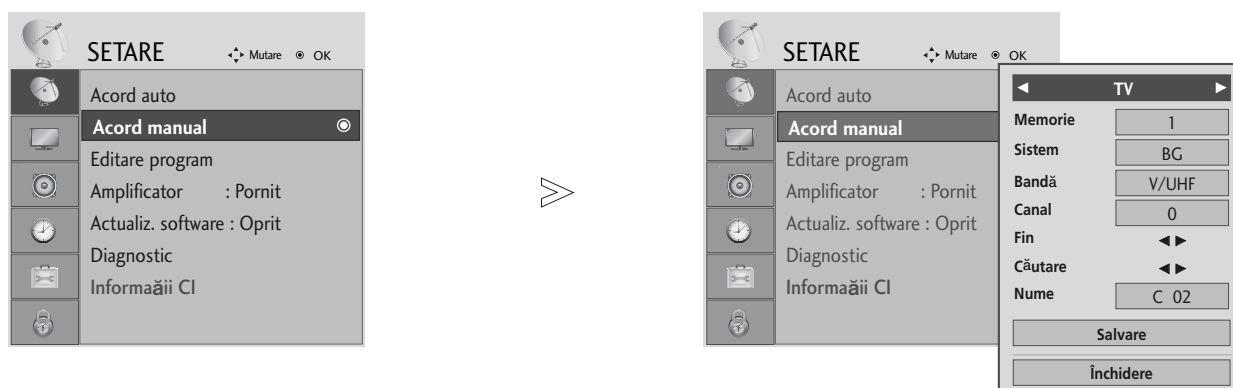 SETARE Mutare OK
Acord auto
Acord manual
Editare program
Amplificator : Pornit
Actualiz. software : Oprit
Diagnostic
Informaăii CI
SETARE Mutare OK
Acord auto
Acord manual
Editare program
Amplificator : Pornit
Actualiz. software : Oprit
Diagnostic
Informaăii CI
TV
Memorie 1
Sistem BG
Bandă V/UHF
Canal 0
Fin
Căutare
Nume C 02
Salvare
Închidere